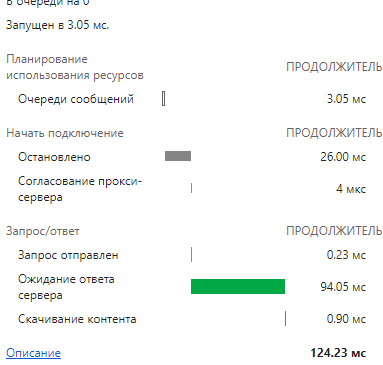 В очереди на 0
Запущен в 3.05 мс.
Планирование
использования ресурсов
ПРОДОЛЖИТЕЛЬ
Очереди сообщений 3.05 мс
Начать подключение ПРОДОЛЖИТЕЛЬ
Остановлено 26.00 мс
Согласование прокси-
сервера
4 мкс
Запрос/ответ ПРОДОЛЖИТЕЛЬ
Запрос отправлен 0.23 мс
Ожидание ответа
сервера
94.05 мс
Скачивание контента 0.90 мс
Описание 124.23 мс